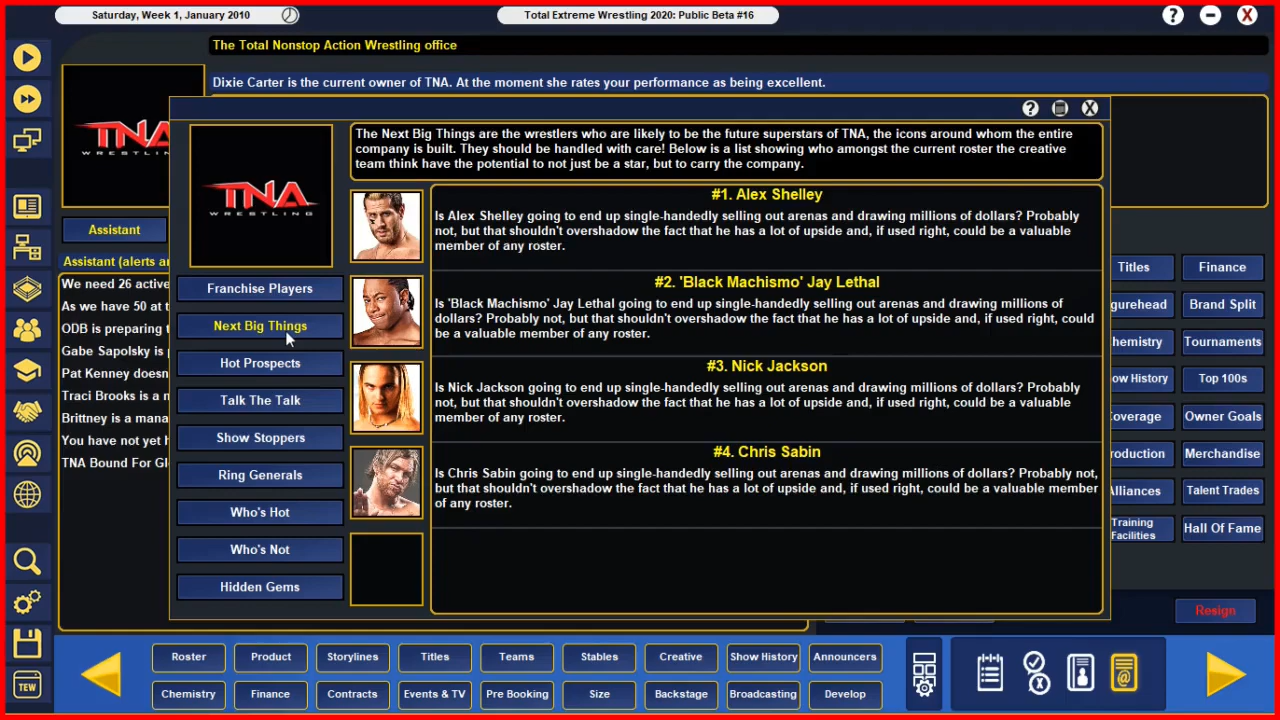 Saturday, Week 1, January 2010
Total Extreme Wrestling 2020: Public Beta #16
?
X
The Total Nonstop Action Wrestling office
Dixie Carter is the current owner of TNA. At the moment she rates your performance as being excellent.
TNA
WRESTLING
Assistant
Assistant (alerts a
We need 26 active
As we have 50 at t
ODB is preparing t
Gabe Sapolsky is
Pat Kenney doesn
Traci Brooks is a
Brittney is a mana
You have not yet h
TNA Bound For Gl
?
X
TNA
WRESTLING
The Next Big Things are the wrestlers who are likely to be the future superstars of TNA, the icons around whom the entire
company is built. They should be handled with care! Below is a list showing who amongst the current roster the creative
team think have the potential to not just be a star, but to carry the company.
Franchise Players
Next Big Things
Hot Prospects
Talk The Talk
Show Stoppers
Ring Generals
Who's Hot
Who's Not
Hidden Gems
#1. Alex Shelley
Is Alex Shelley going to end up single-handedly selling out arenas and drawing millions of dollars? Probably
not, but that shouldn't overshadow the fact that he has a lot of upside and, if used right, could be a valuable
member of any roster.
#2. 'Black Machismo' Jay Lethal
Is 'Black Machismo' Jay Lethal going to end up single-handedly selling out arenas and drawing millions of
dollars? Probably not, but that shouldn't overshadow the fact that he has a lot of upside and, if used right, could
be a valuable member of any roster.
#3. Nick Jackson
Is Nick Jackson going to end up single-handedly selling out arenas and drawing millions of dollars? Probably
not, but that shouldn't overshadow the fact that he has a lot of upside and, if used right, could be a valuable
member of any roster.
#4. Chris Sabin
Is Chris Sabin going to end up single-handedly selling out arenas and drawing millions of dollars? Probably not,
but that shouldn't overshadow the fact that he has a lot of upside and, if used right, could be a valuable member
of any roster.
Titles Finance
gurehead Brand Split
hemistry Tournaments
ow History Top 100s
overage Owner Goals
roduction Merchandise
Alliances Talent Trades
Training
Facilities
Hall Of Fame
Resign
Roster Product Storylines Titles Teams Stables Creative Show History Announcers
Chemistry Finance Contracts Events & TV Pre Booking Size Backstage Broadcasting Develop
TEW